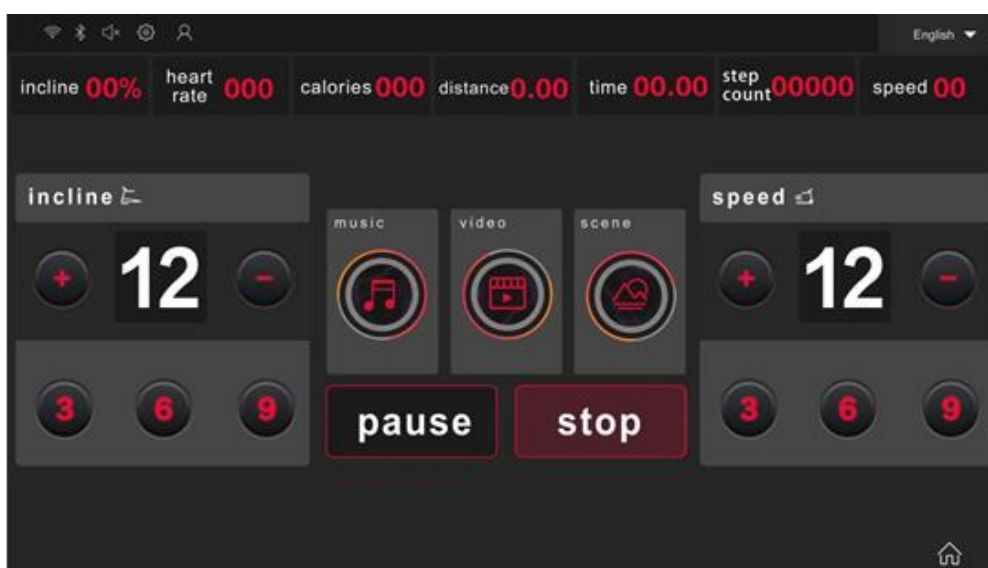 English
incline 00%
heart rate 000
calories 000
distance 0.00
time 00.00
step count 00000
speed 00
incline
speed
music
video
scene
+ 12 -
+ 12 -
3 6 9
pause
stop
3 6 9